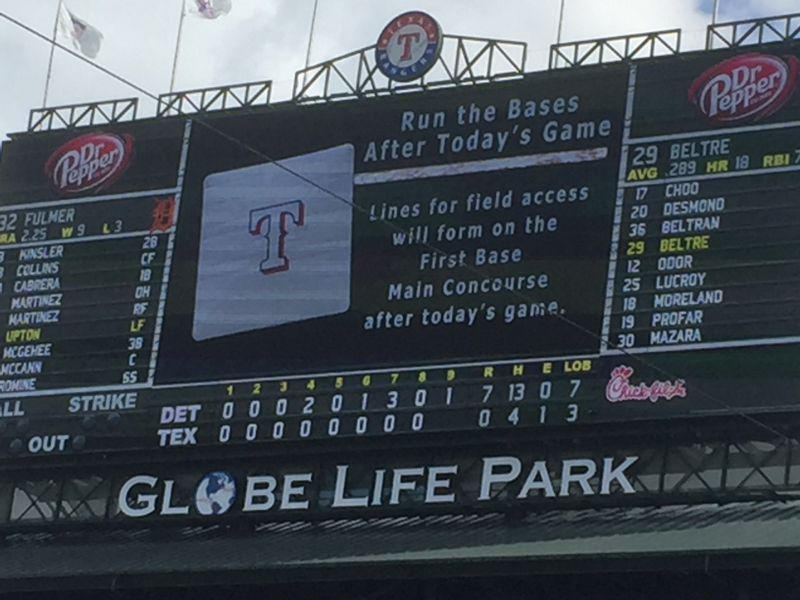 TEXAS
T
RANGERS
Dr Pepper
Run the Bases
After Today's Game
Dr Pepper
32 FULMER
RA 2.25 W 9 L 3
KINSLER 2B
COLLINS CF
CABRERA 1B
MARTINEZ DH
MARTINEZ RF
UPTON LF
MCGEHEE 3B
MCCANN C
ROMINE SS
T
Lines for field access
will form on the
First Base
Main Concourse
after today's game.
29 BELTRE
AVG .289 HR 18 RBI 7
17 CHOO
20 DESMOND
36 BELTRAN
29 BELTRE
12 ODOR
25 LUCROY
18 MORELAND
19 PROFAR
30 MAZARA
ALL STRIKE
OUT
1 2 3 4 5 6 7 8 9 R H E LOB
DET 0 0 0 2 0 1 3 0 1 7 13 0 7
TEX 0 0 0 0 0 0 0 0 0 4 1 3
Chick-fil-A
GLOBE LIFE PARK